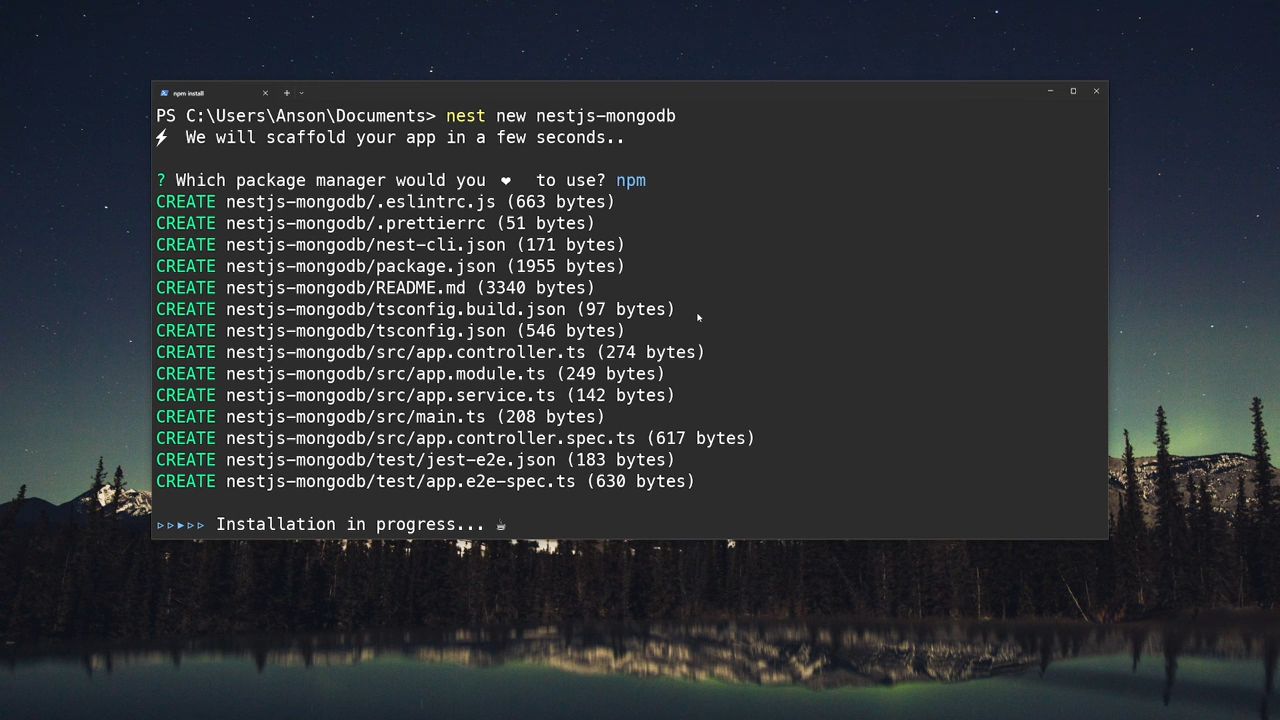 npm install
PS C:\Users\Anson\Documents> nest new nestjs-mongodb
⚡ We will scaffold your app in a few seconds..
? Which package manager would you ❤ to use? npm
CREATE nestjs-mongodb/.eslintrc.js (663 bytes)
CREATE nestjs-mongodb/.prettierrc (51 bytes)
CREATE nestjs-mongodb/nest-cli.json (171 bytes)
CREATE nestjs-mongodb/package.json (1955 bytes)
CREATE nestjs-mongodb/README.md (3340 bytes)
CREATE nestjs-mongodb/tsconfig.build.json (97 bytes)
CREATE nestjs-mongodb/tsconfig.json (546 bytes)
CREATE nestjs-mongodb/src/app.controller.ts (274 bytes)
CREATE nestjs-mongodb/src/app.module.ts (249 bytes)
CREATE nestjs-mongodb/src/app.service.ts (142 bytes)
CREATE nestjs-mongodb/src/main.ts (208 bytes)
CREATE nestjs-mongodb/src/app.controller.spec.ts (617 bytes)
CREATE nestjs-mongodb/test/jest-e2e.json (183 bytes)
CREATE nestjs-mongodb/test/app.e2e-spec.ts (630 bytes)
▹▹▸▹▹ Installation in progress... ☕